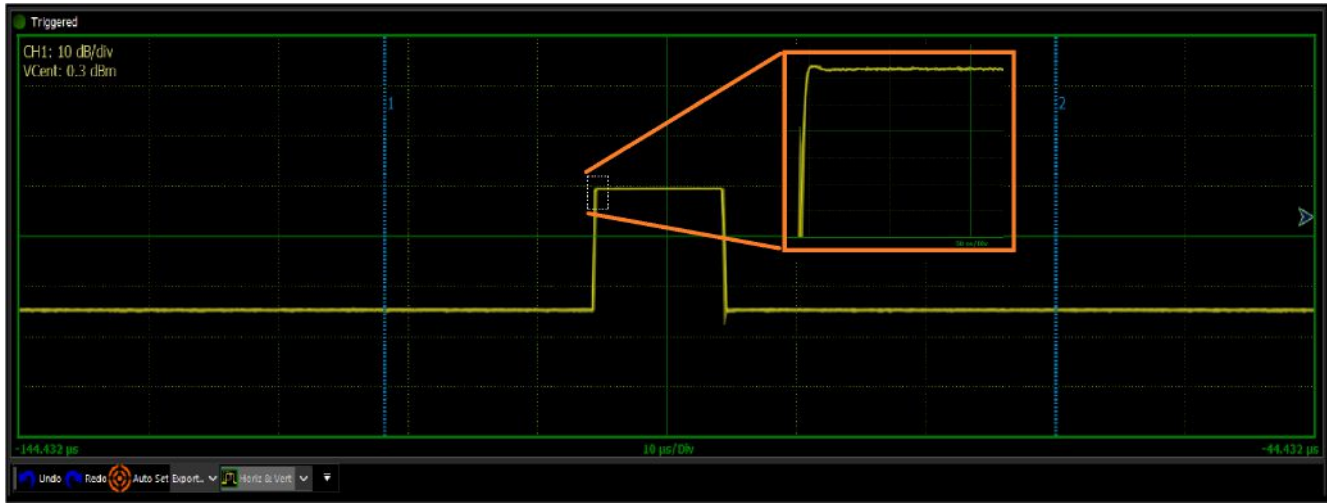 Triggered
CH1: 10 dB/div
VCent: 0.3 dBm
1
2
-144.432 µs
10 µs/Div
-44.432 µs
Undo Redo Auto Set Export... Horiz & Vert